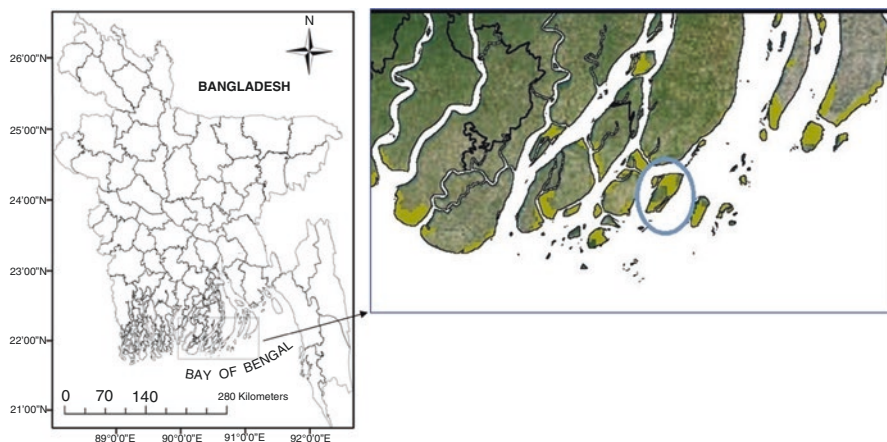 N
BANGLADESH
26°00"N
25°00"N
24°00"N
23°00"N
22°00"N
21°00"N
BAY OF BENGAL
0 70 140 280 Kilometers
89°0'0"E 90°0'0"E 91°0'0"E 92°0'0"E